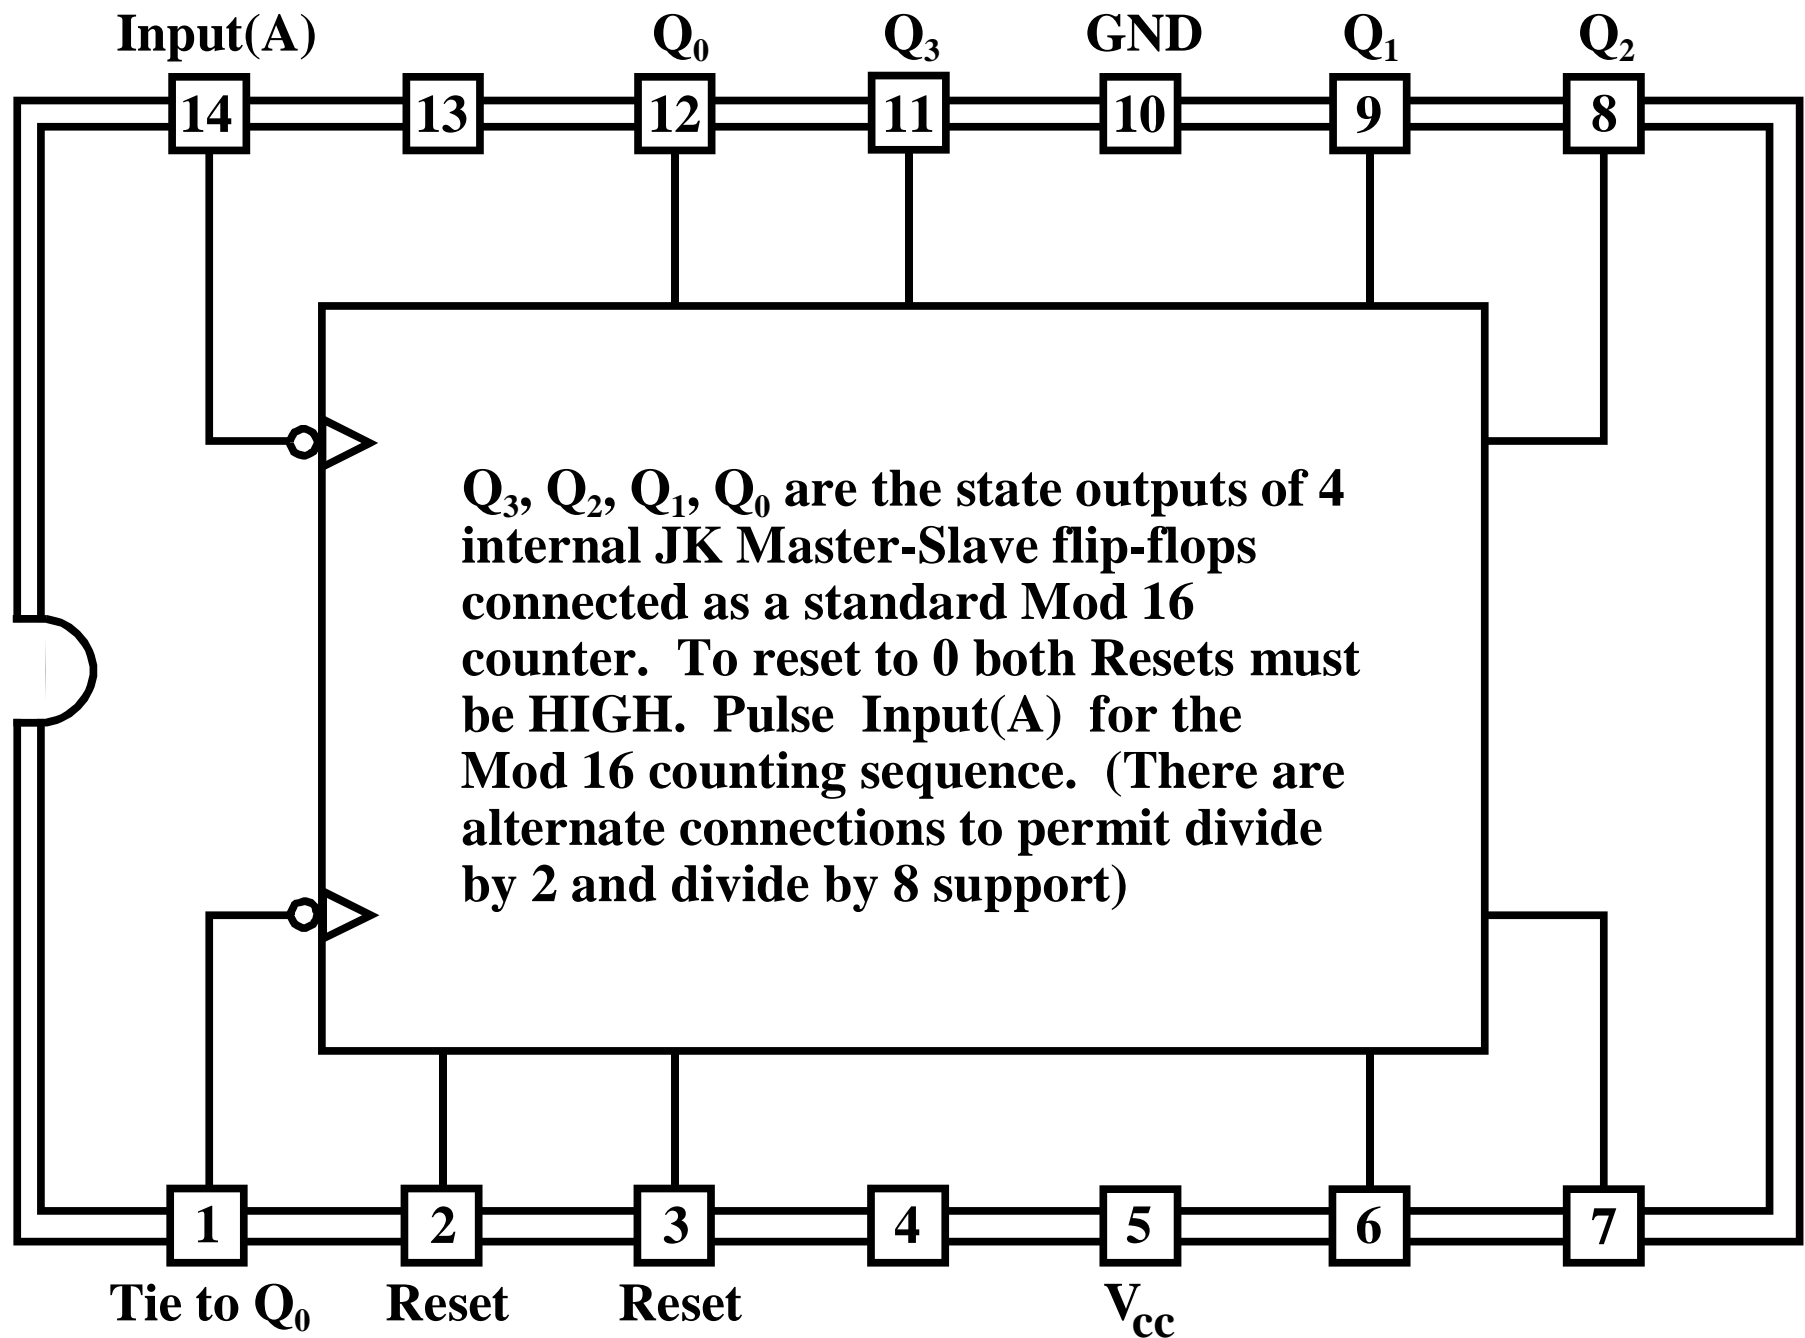 Input(A) Q₀ Q₃ GND Q₁ Q₂
14 13 12 11 10 9 8
Q₃, Q₂, Q₁, Q₀ are the state outputs of 4
internal JK Master-Slave flip-flops
connected as a standard Mod 16
counter. To reset to 0 both Resets must
be HIGH. Pulse Input(A) for the
Mod 16 counting sequence. (There are
alternate connections to permit divide
by 2 and divide by 8 support)
1 2 3 4 5 6 7
Tie to Q₀ Reset Reset Vcc